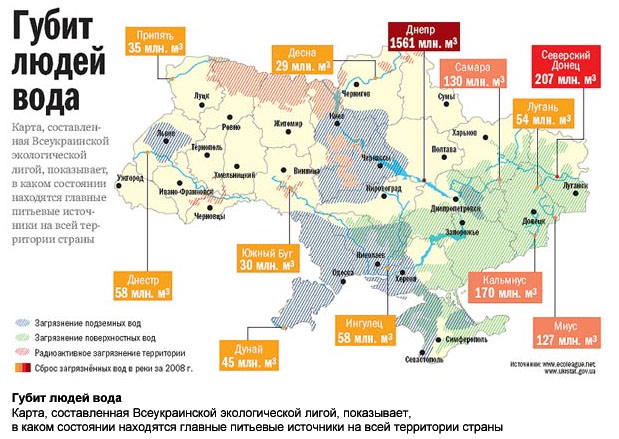 Губит
людей
вода
Карта, составлен-
ная Всеукраинской
экологической
лигой, показывает,
в каком состоянии
находятся главные
питьевые источ-
ники на всей тер-
ритории страны
Припять
35 млн. м³
Десна
29 млн. м³
Днепр
1561 млн. м³
Самара
130 млн. м³
Северский
Донец
207 млн. м³
Лугань
54 млн. м³
Луцк
Ровно
Житомир
Киев
Чернигов
Сумы
Харьков
Полтава
Львов
Тернополь
Хмельницкий
Винница
Черкассы
Кировоград
Ужгород
Ивано-Франковск
Черновцы
Днепропетровск
Запорожье
Донецк
Луганск
Николаев
Одесса
Херсон
Симферополь
Севастополь
Днестр
58 млн. м³
Южный Буг
30 млн. м³
Дунай
45 млн. м³
Ингулец
58 млн. м³
Кальмиус
170 млн. м³
Миус
127 млн. м³
Загрязнение подземных вод
Загрязнение поверхностных вод
Радиоактивное загрязнение территории
Сброс загрязнённых вод в реки за 2008 г.
Источники: www.ecoleague.net;
www.ukstat.gov.ua
Губит людей вода
Карта, составленная Всеукраинской экологической лигой, показывает,
в каком состоянии находятся главные питьевые источники на всей территории страны